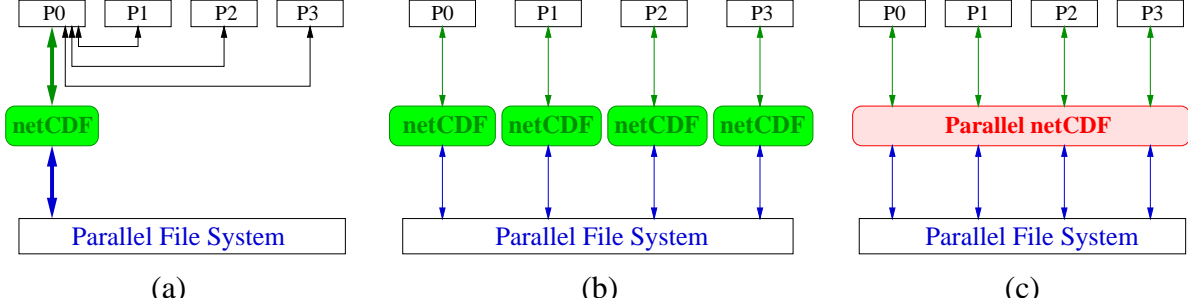 P0 P1 P2 P3
netCDF
Parallel File System
(a)
P0 P1 P2 P3
netCDF netCDF netCDF netCDF
Parallel File System
(b)
P0 P1 P2 P3
Parallel netCDF
Parallel File System
(c)